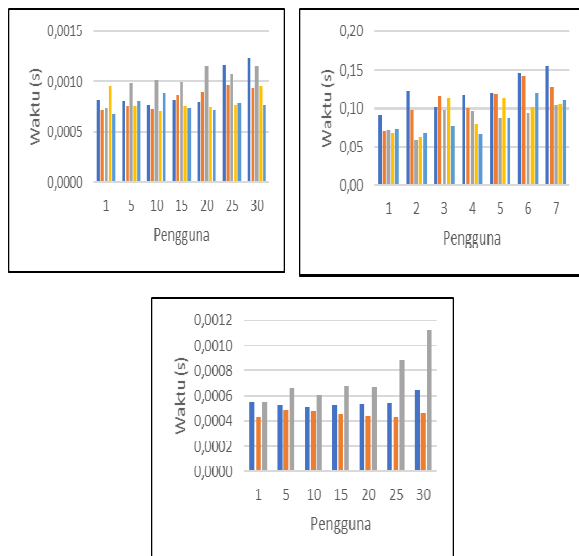 0,0015
0,0010
0,0005
0,0000
Waktu (s)
1 5 10 15 20 25 30
Pengguna
0,20
0,15
0,10
0,05
0,00
Waktu (s)
1 2 3 4 5 6 7
Pengguna
0,0012
0,0010
0,0008
0,0006
0,0004
0,0002
0,0000
Waktu (s)
1 5 10 15 20 25 30
Pengguna